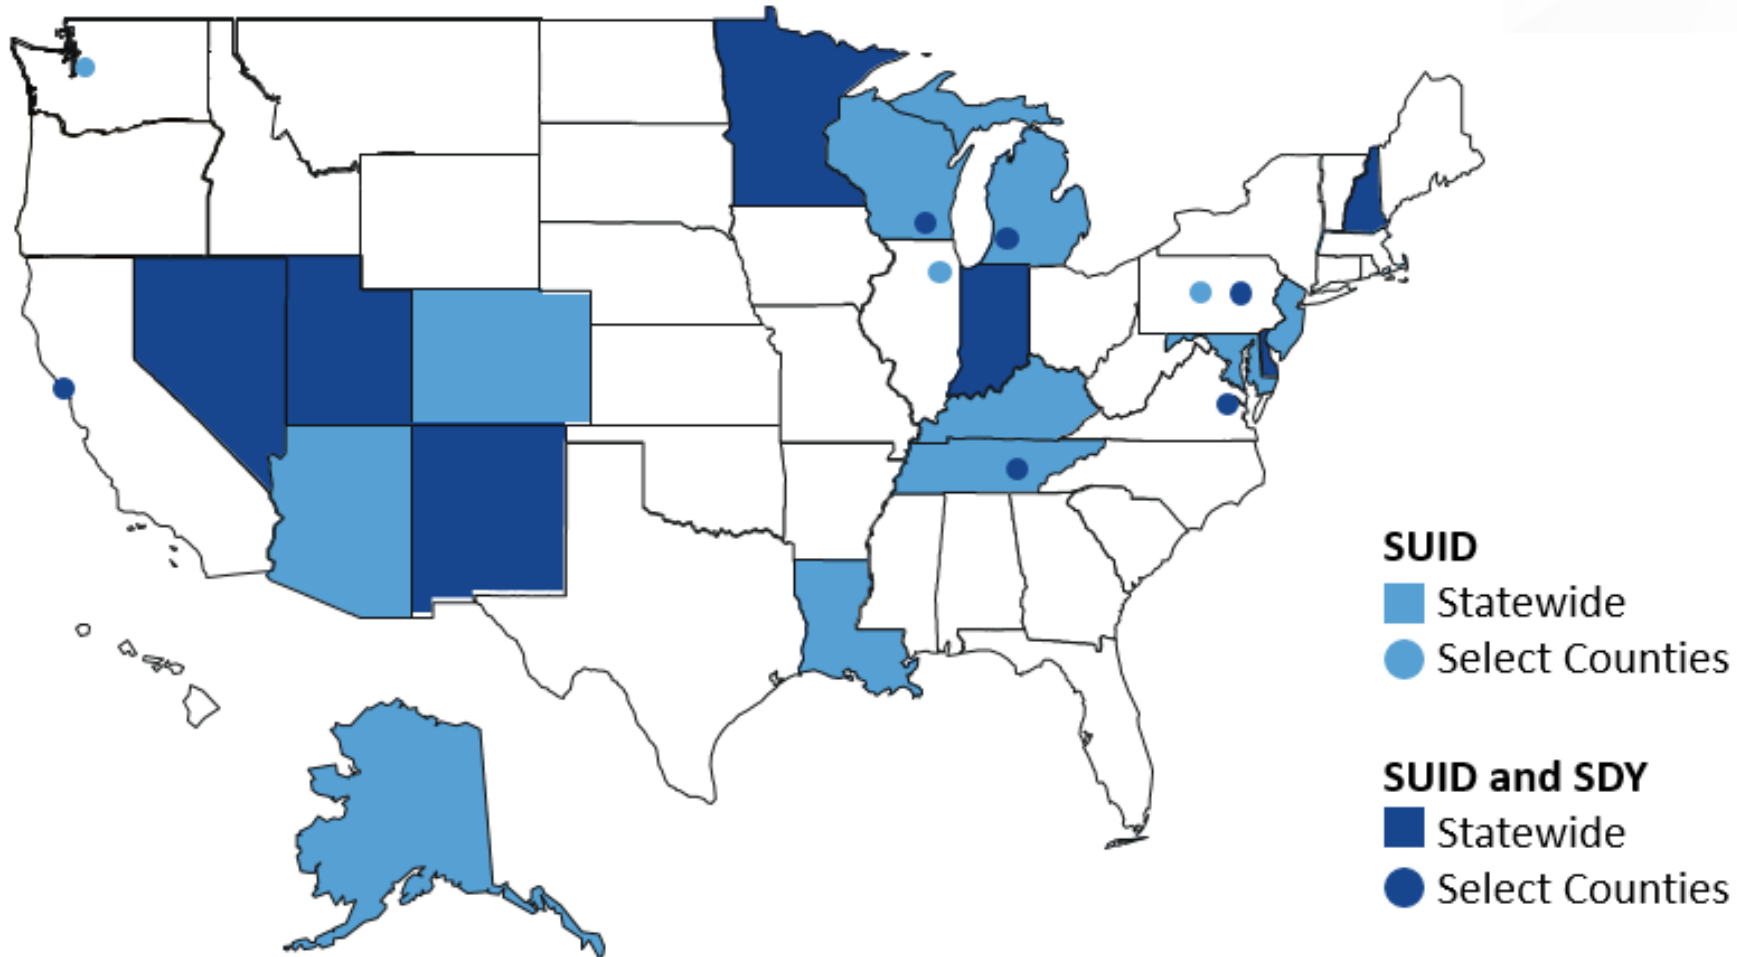 SUID
Statewide
Select Counties
SUID and SDY
Statewide
Select Counties